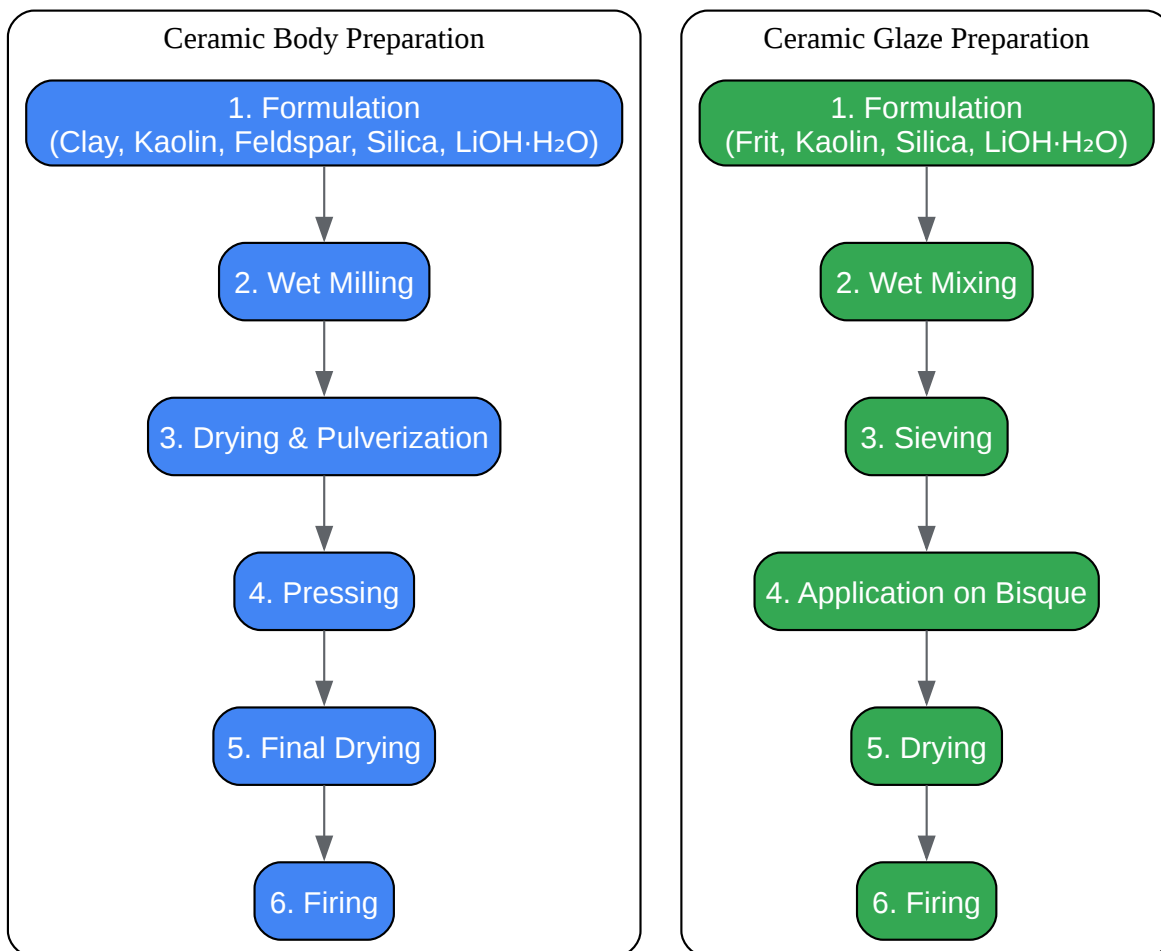 Ceramic Body Preparation
1. Formulation
(Clay, Kaolin, Feldspar, Silica, LiOH·H₂O)
2. Wet Milling
3. Drying & Pulverization
4. Pressing
5. Final Drying
6. Firing
Ceramic Glaze Preparation
1. Formulation
(Frit, Kaolin, Silica, LiOH·H₂O)
2. Wet Mixing
3. Sieving
4. Application on Bisque
5. Drying
6. Firing